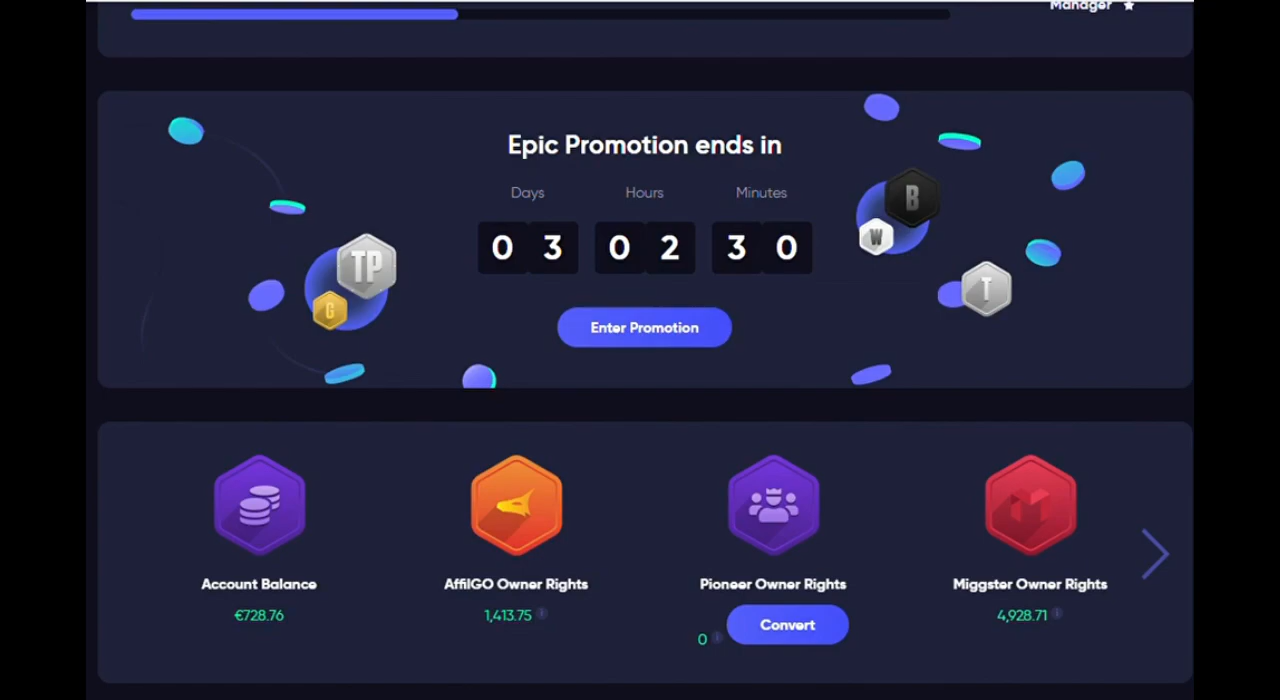 Manager
Epic Promotion ends in
Days Hours Minutes
0 3 0 2 3 0
Enter Promotion
TP
G
B
W
T
Account Balance
€728.76
AffilGO Owner Rights
1,413.75
Pioneer Owner Rights
0
Convert
Miggster Owner Rights
4,928.71